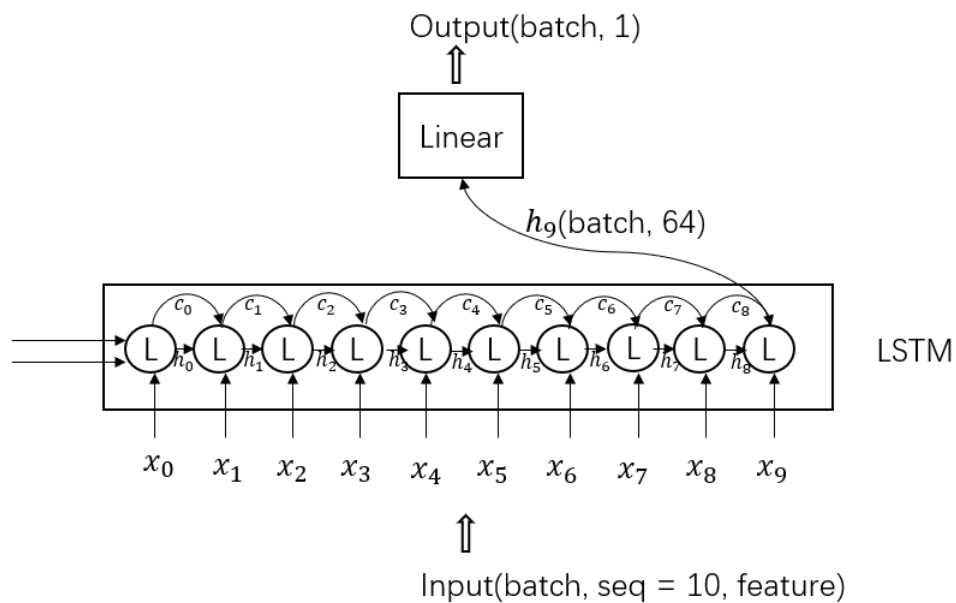 Output(batch, 1)
Linear
h₉(batch, 64)
c₀ c₁ c₂ c₃ c₄ c₅ c₆ c₇ c₈
L L L L L L L L L L
LSTM
h₀ h₁ h₂ h₃ h₄ h₅ h₆ h₇ h₈
x₀ x₁ x₂ x₃ x₄ x₅ x₆ x₇ x₈ x₉
Input(batch, seq = 10, feature)